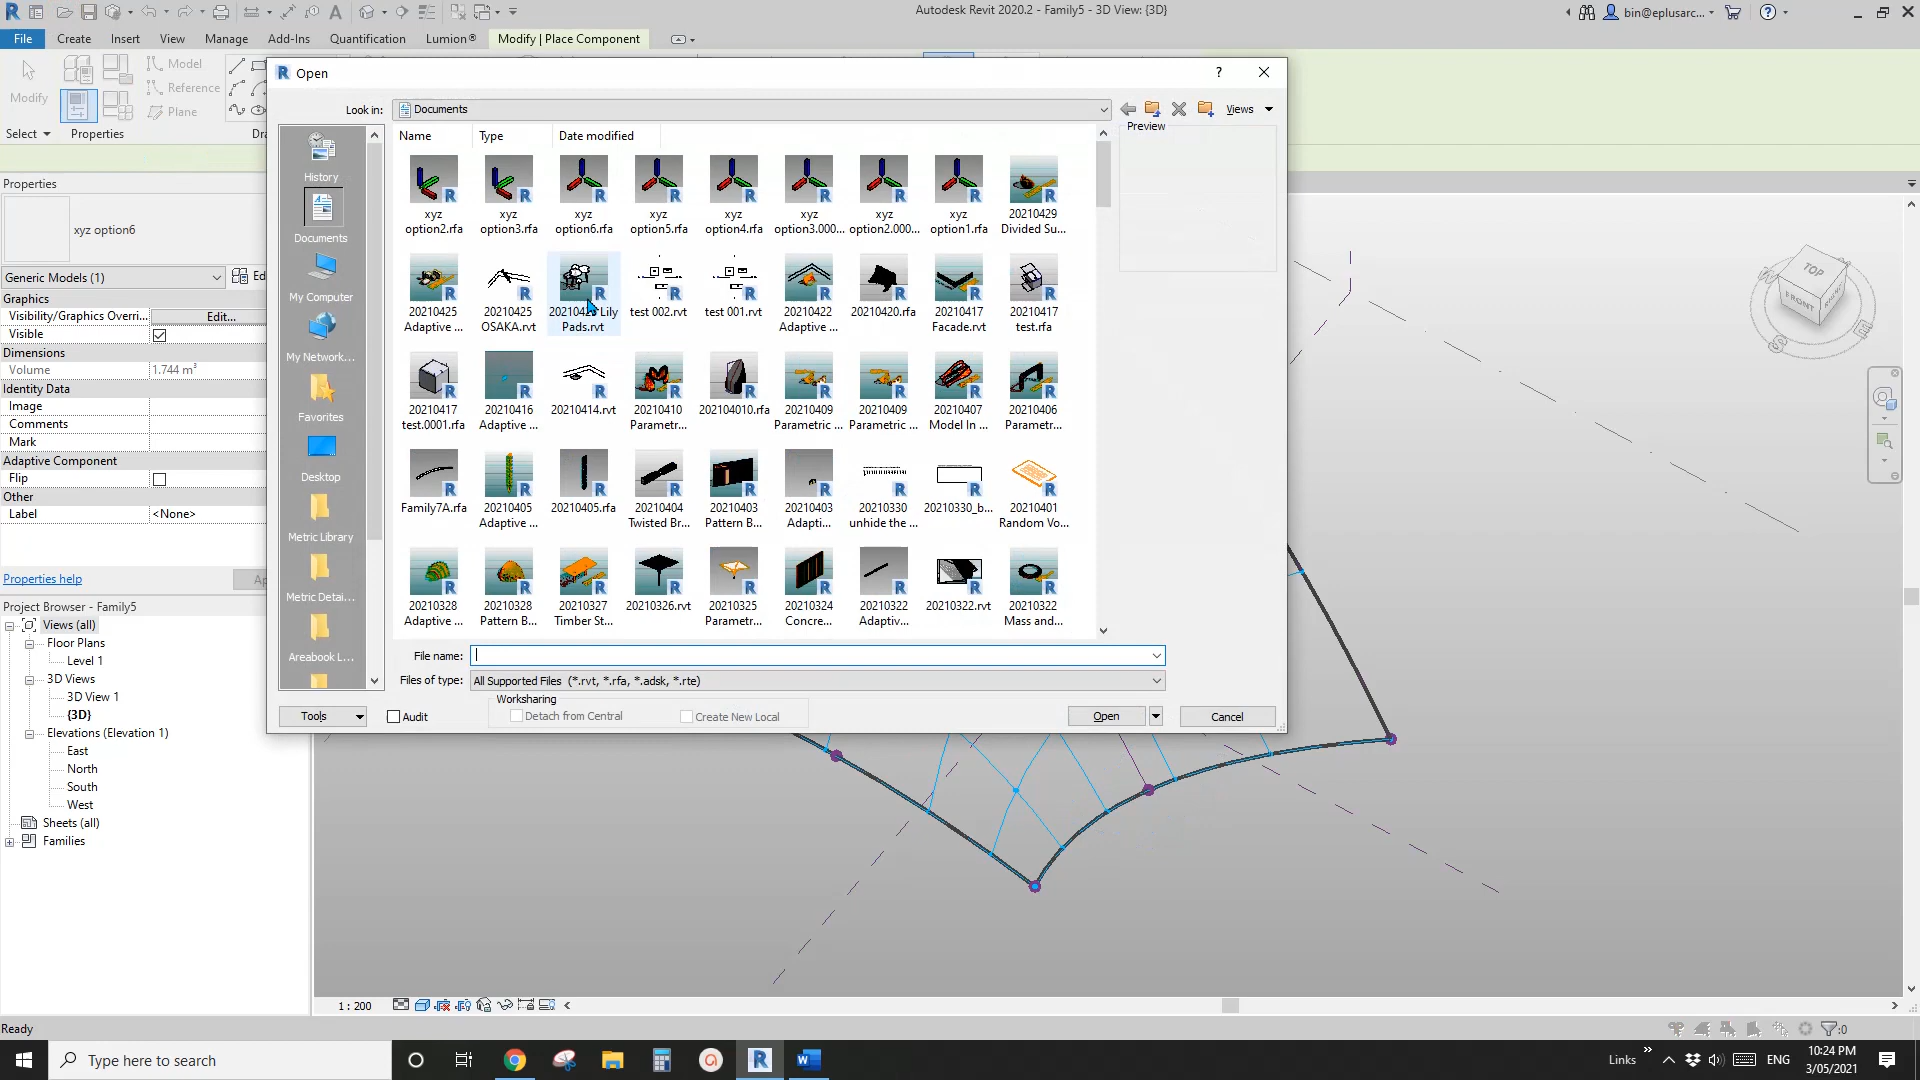 Autodesk Revit 2020.2 - Family5 - 3D View: {3D}
bin@eplusarc...
File
Create
Insert
View
Manage
Add-Ins
Quantification
Lumion®
Modify | Place Component
Modify
Select
Properties
Model
Reference
Plane
Properties
xyz option6
Generic Models (1)
Graphics
Visibility/Graphics Overri...
Edit...
Visible
Dimensions
Volume
1.744 m³
Identity Data
Image
Comments
Mark
Adaptive Component
Flip
Other
Label
<None>
Properties help
Project Browser - Family5
Views (all)
Floor Plans
Level 1
3D Views
3D View 1
{3D}
Elevations (Elevation 1)
East
North
South
West
Sheets (all)
Families
Open
?
Look in:
Documents
Views
Preview
History
Documents
My Computer
My Network...
Favorites
Desktop
Metric Library
Metric Detai...
Areabook L...
Name
Type
Date modified
xyz
option2.rfa
xyz
option3.rfa
xyz
option6.rfa
xyz
option5.rfa
xyz
option4.rfa
xyz
option3.000...
xyz
option2.000...
xyz
option1.rfa
20210429
Divided Su...
20210425
Adaptive ...
20210425
OSAKA.rvt
Lily
Pads.rvt
test 002.rvt
test 001.rvt
20210422
Adaptive ...
20210420.rfa
20210417
Facade.rvt
20210417
test.rfa
20210417
test.0001.rfa
20210416
Adaptive ...
20210414.rvt
20210410
Parametr...
202104010.rfa
20210409
Parametric ...
20210409
Parametric ...
20210407
Model In ...
20210406
Parametr...
Family7A.rfa
20210405
Adaptive ...
20210405.rfa
20210404
Twisted Br...
20210403
Pattern B...
20210403
Adapti...
20210330
unhide the ...
20210330_b...
20210401
Random Vo...
20210328
Adaptive ...
20210328
Pattern B...
20210327
Timber St...
20210326.rvt
20210325
Parametr...
20210324
Concre...
20210322
Adaptiv...
20210322.rvt
20210322
Mass and...
File name:
Files of type:
All Supported Files (*.rvt, *.rfa, *.adsk, *.rte)
Worksharing
Tools
Audit
Detach from Central
Create New Local
Open
Cancel
TOP
FRONT
RIGHT
W
S
E
1 : 200
Ready
:0
Type here to search
Links
ENG
10:24 PM
3/05/2021